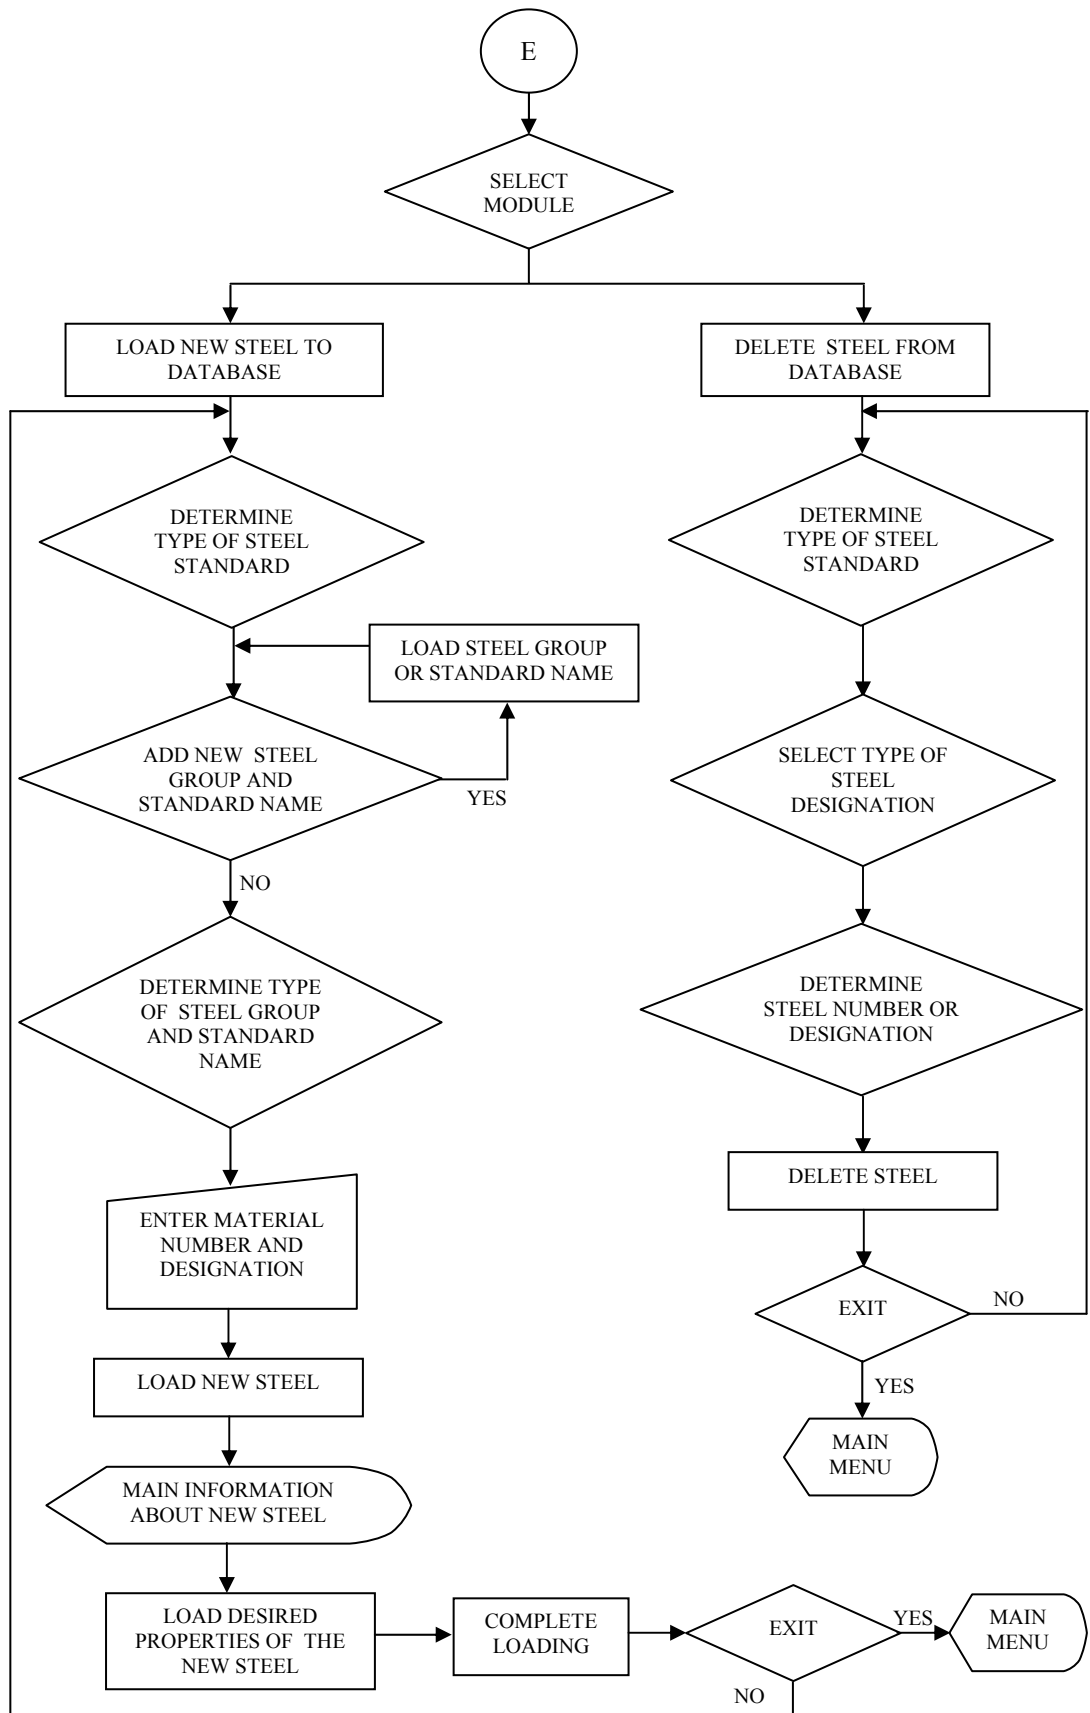 E
SELECT
MODULE
LOAD NEW STEEL TO
DATABASE
DELETE STEEL FROM
DATABASE
DETERMINE
TYPE OF STEEL
STANDARD
DETERMINE
TYPE OF STEEL
STANDARD
LOAD STEEL GROUP
OR STANDARD NAME
ADD NEW STEEL
GROUP AND
STANDARD NAME
YES
SELECT TYPE OF
STEEL
DESIGNATION
NO
DETERMINE TYPE
OF STEEL GROUP
AND STANDARD
NAME
DETERMINE
STEEL NUMBER OR
DESIGNATION
DELETE STEEL
ENTER MATERIAL
NUMBER AND
DESIGNATION
EXIT
NO
LOAD NEW STEEL
YES
MAIN
MENU
MAIN INFORMATION
ABOUT NEW STEEL
LOAD DESIRED
PROPERTIES OF THE
NEW STEEL
COMPLETE
LOADING
EXIT
YES
MAIN
MENU
NO